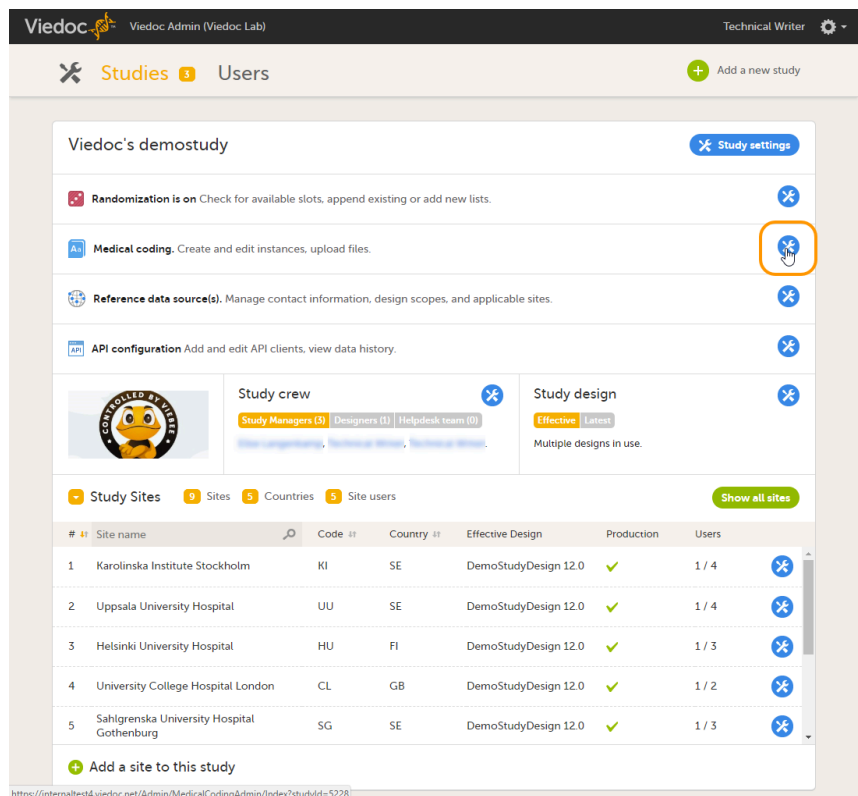 Viedoc™ Viedoc Admin (Viedoc Lab) Technical Writer
Studies 3 Users Add a new study
Viedoc's demostudy Study settings
Randomization is on Check for available slots, append existing or add new lists.
Aa Medical coding. Create and edit instances, upload files.
Reference data source(s). Manage contact information, design scopes, and applicable sites.
API API configuration Add and edit API clients, view data history.
CONTROLLED BY VIEBEE
Study crew
Study Managers (3) Designers (1) Helpdesk team (0)
Study design
Effective Latest
Multiple designs in use.
Study Sites 9 Sites 5 Countries 5 Site users Show all sites
# Site name Code Country Effective Design Production Users
1 Karolinska Institute Stockholm KI SE DemoStudyDesign 12.0 1 / 4
2 Uppsala University Hospital UU SE DemoStudyDesign 12.0 1 / 4
3 Helsinki University Hospital HU FI DemoStudyDesign 12.0 1 / 3
4 University College Hospital London CL GB DemoStudyDesign 12.0 1 / 2
5 Sahlgrenska University Hospital Gothenburg SG SE DemoStudyDesign 12.0 1 / 3
Add a site to this study
https://internaltest4.viedoc.net/Admin/MedicalCodingAdmin/Index?studyId=5228